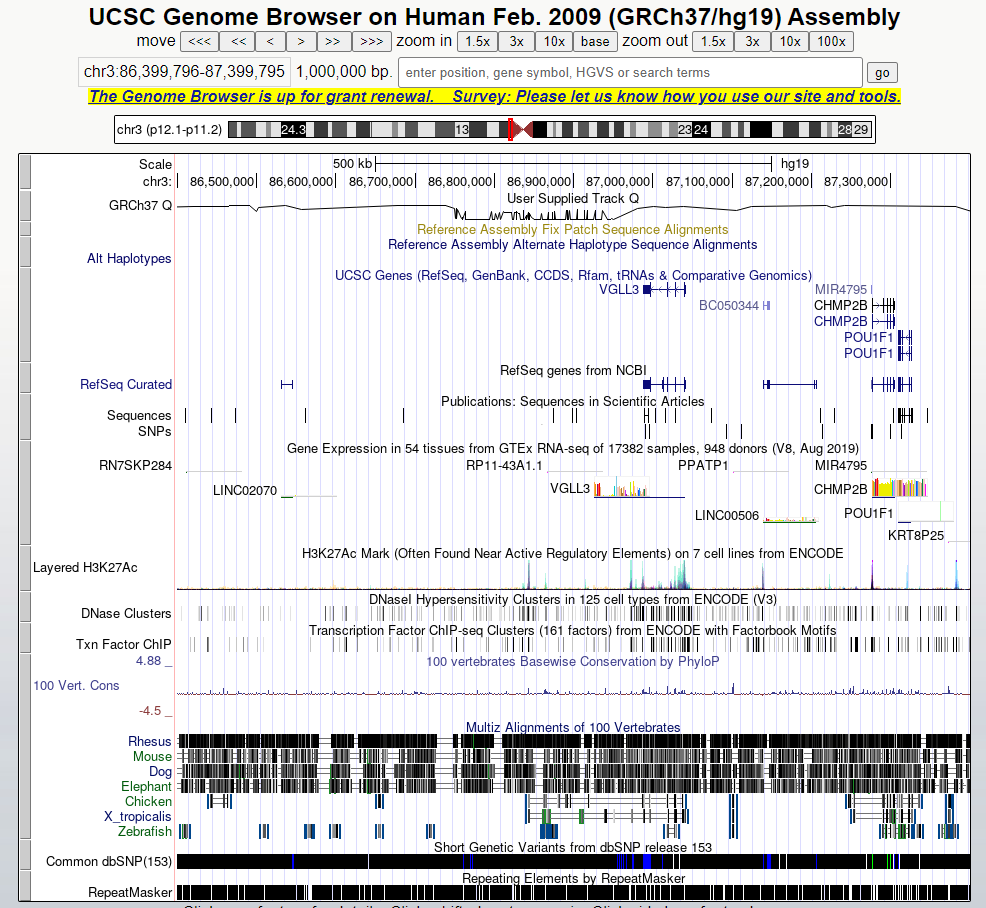 UCSC Genome Browser on Human Feb. 2009 (GRCh37/hg19) Assembly
move <<< << < > >> >>> zoom in 1.5x 3x 10x base zoom out 1.5x 3x 10x 100x
chr3:86,399,796-87,399,795 1,000,000 bp. enter position, gene symbol, HGVS or search terms go
The Genome Browser is up for grant renewal. Survey: Please let us know how you use our site and tools.
chr3 (p12.1-p11.2) 24.3 13 23 24 28 29
Scale 500 kb hg19
chr3: 86,500,000 86,600,000 86,700,000 86,800,000 86,900,000 87,000,000 87,100,000 87,200,000 87,300,000
User Supplied Track Q
GRCh37 Q
Reference Assembly Fix Patch Sequence Alignments
Reference Assembly Alternate Haplotype Sequence Alignments
Alt Haplotypes
UCSC Genes (RefSeq, GenBank, CCDS, Rfam, tRNAs & Comparative Genomics)
VGLL3 MIR4795
BC050344 CHMP2B
CHMP2B
POU1F1
POU1F1
RefSeq genes from NCBI
RefSeq Curated
Publications: Sequences in Scientific Articles
Sequences
SNPs
Gene Expression in 54 tissues from GTEx RNA-seq of 17382 samples, 948 donors (V8, Aug 2019)
RN7SKP284 RP11-43A1.1 PPATP1 MIR4795
LINC02070 VGLL3 CHMP2B
LINC00506 POU1F1
KRT8P25
H3K27Ac Mark (Often Found Near Active Regulatory Elements) on 7 cell lines from ENCODE
Layered H3K27Ac
DNaseI Hypersensitivity Clusters in 125 cell types from ENCODE (V3)
DNase Clusters
Transcription Factor ChIP-seq Clusters (161 factors) from ENCODE with Factorbook Motifs
Txn Factor ChIP
100 vertebrates Basewise Conservation by PhyloP
4.88 _
100 Vert. Cons
-4.5 _
Multiz Alignments of 100 Vertebrates
Rhesus
Mouse
Dog
Elephant
Chicken
X_tropicalis
Zebrafish
Short Genetic Variants from dbSNP release 153
Common dbSNP(153)
Repeating Elements by RepeatMasker
RepeatMasker